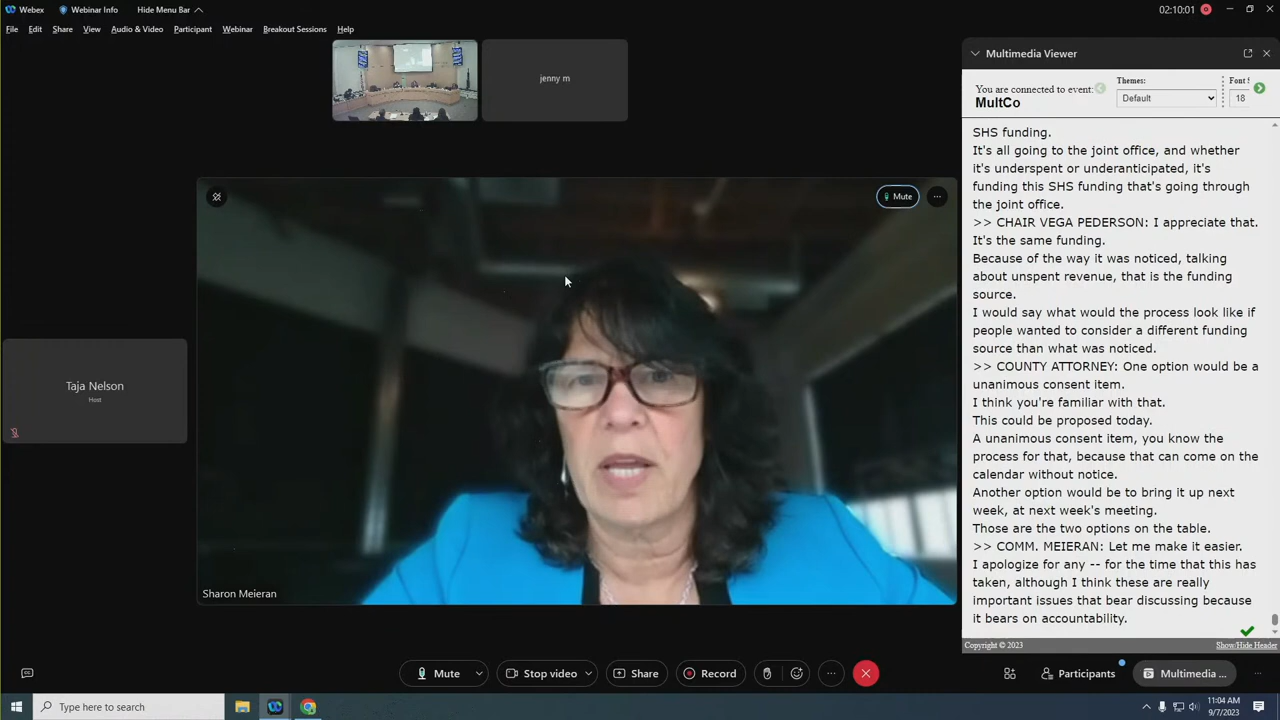 Webex
Webinar Info
Hide Menu Bar
02:10:01
File
Edit
Share
View
Audio & Video
Participant
Webinar
Breakout Sessions
Help
jenny m
Taja Nelson
Host
Mute
Sharon Meieran
Multimedia Viewer
You are connected to event:
MultCo
Themes:
Default
Font S
18
SHS funding.
It's all going to the joint office, and whether
it's underspent or underanticipated, it's
funding this SHS funding that's going through
the joint office.
>> CHAIR VEGA PEDERSON: I appreciate that.
It's the same funding.
Because of the way it was noticed, talking
about unspent revenue, that is the funding
source.
I would say what would the process look like if
people wanted to consider a different funding
source than what was noticed.
>> COUNTY ATTORNEY: One option would be a
unanimous consent item.
I think you're familiar with that.
This could be proposed today.
A unanimous consent item, you know the
process for that, because that can come on the
calendar without notice.
Another option would be to bring it up next
week, at next week's meeting.
Those are the two options on the table.
>> COMM. MEIERAN: Let me make it easier.
I apologize for any -- for the time that this has
taken, although I think these are really
important issues that bear discussing because
it bears on accountability.
Copyright © 2023
Show/Hide Header
Mute
Stop video
Share
Record
Participants
Multimedia ...
Type here to search
11:04 AM
9/7/2023